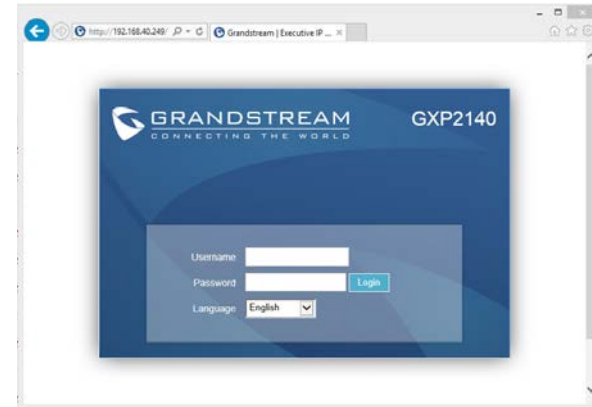 http://192.168.40.249/
Grandstream | Executive IP ...
GRANDSTREAM
CONNECTING THE WORLD
GXP2140
Username
Password
Login
Language
English